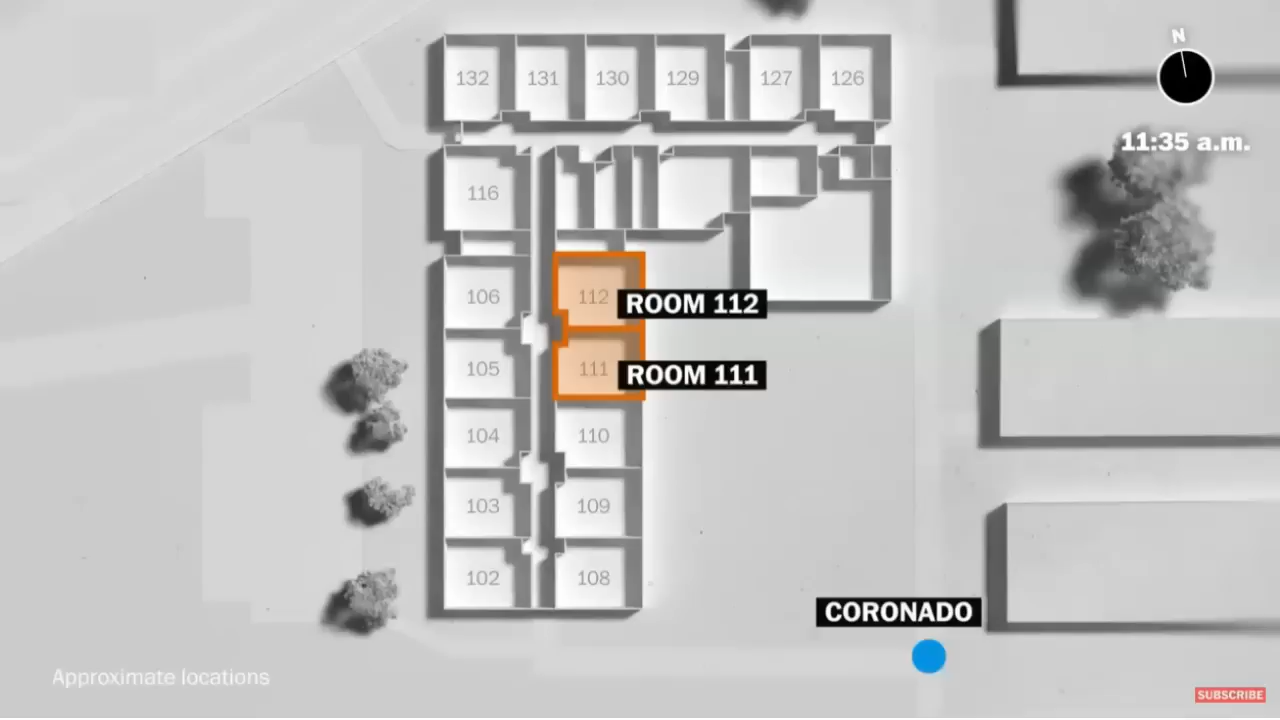 N
132
131
130
129
127
126
11:35 a.m.
116
106
112
ROOM 112
105
111
ROOM 111
104
110
103
109
102
108
CORONADO
Approximate locations
SUBSCRIBE